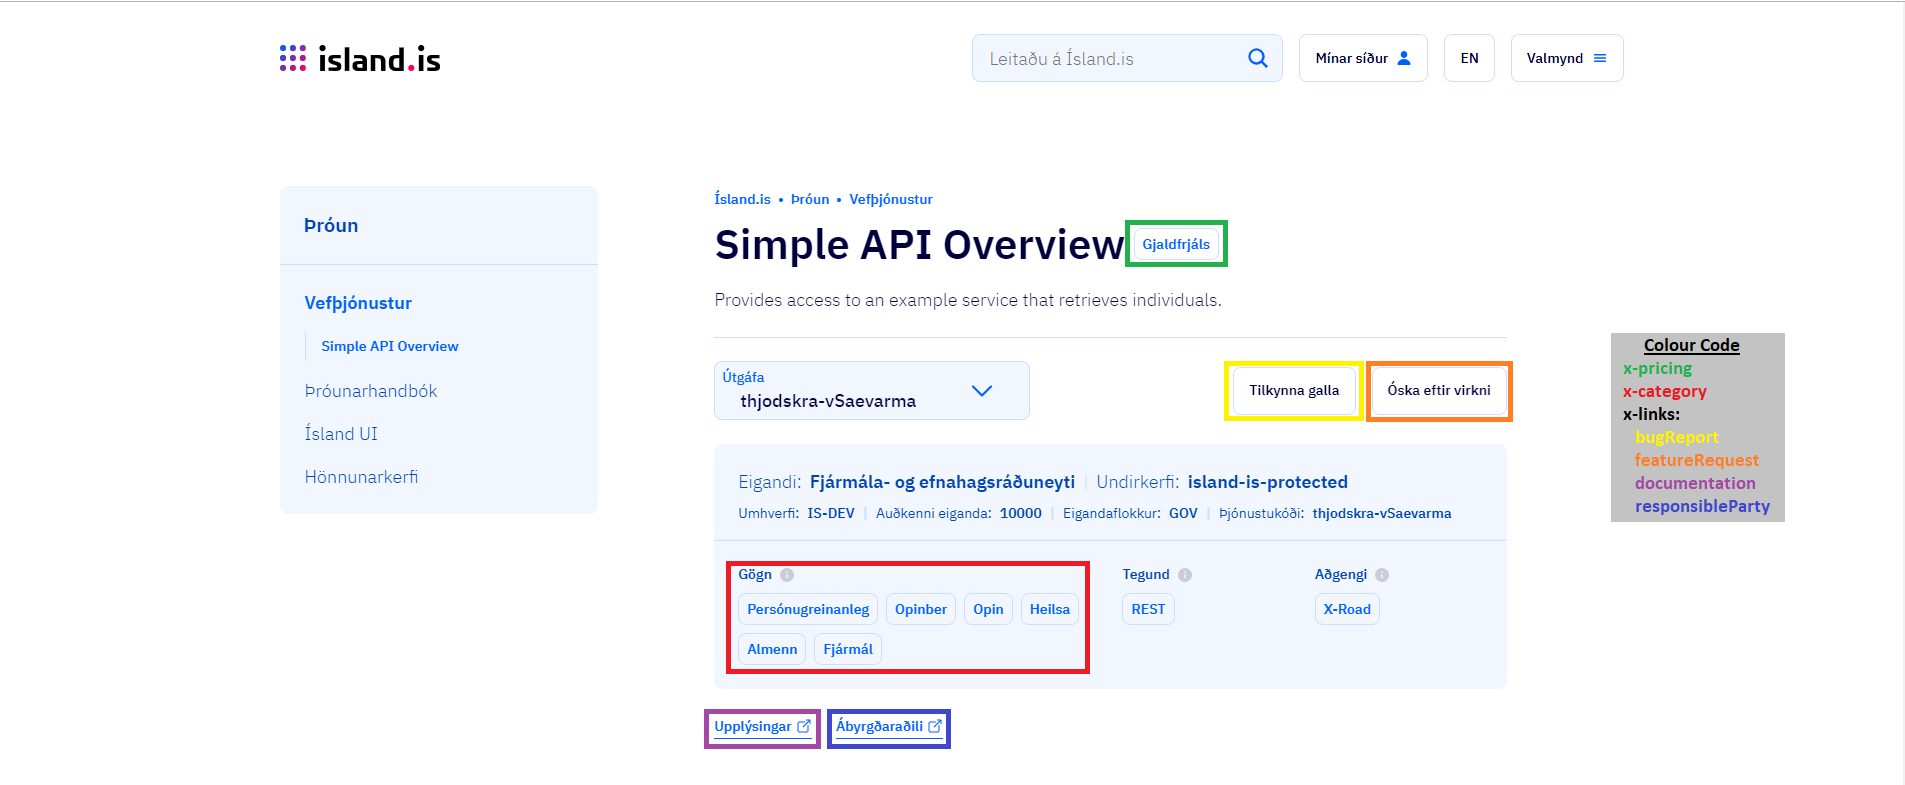 island.is
Leitaðu á Ísland.is
Mínar síður
EN
Valmynd
Þróun
Vefþjónustur
Simple API Overview
Þróunarhandbók
Ísland UI
Hönnunarkerfi
Ísland.is • Þróun • Vefþjónustur
Simple API Overview Gjaldfrjáls
Provides access to an example service that retrieves individuals.
Útgáfa
thjodskra-vSaevarma
Tilkynna galla
Óska eftir virkni
Eigandi: Fjármála- og efnahagsráðuneyti | Undirkerfi: island-is-protected
Umhverfi: IS-DEV | Auðkenni eiganda: 10000 | Eigandaflokkur: GOV | Þjónustukóði: thjodskra-vSaevarma
Gögn
Persónugreinanleg Opinber Opin Heilsa
Almenn Fjármál
Tegund
REST
Aðgengi
X-Road
Upplýsingar
Ábyrgðaraðili
Colour Code
x-pricing
x-category
x-links:
bugReport
featureRequest
documentation
responsibleParty